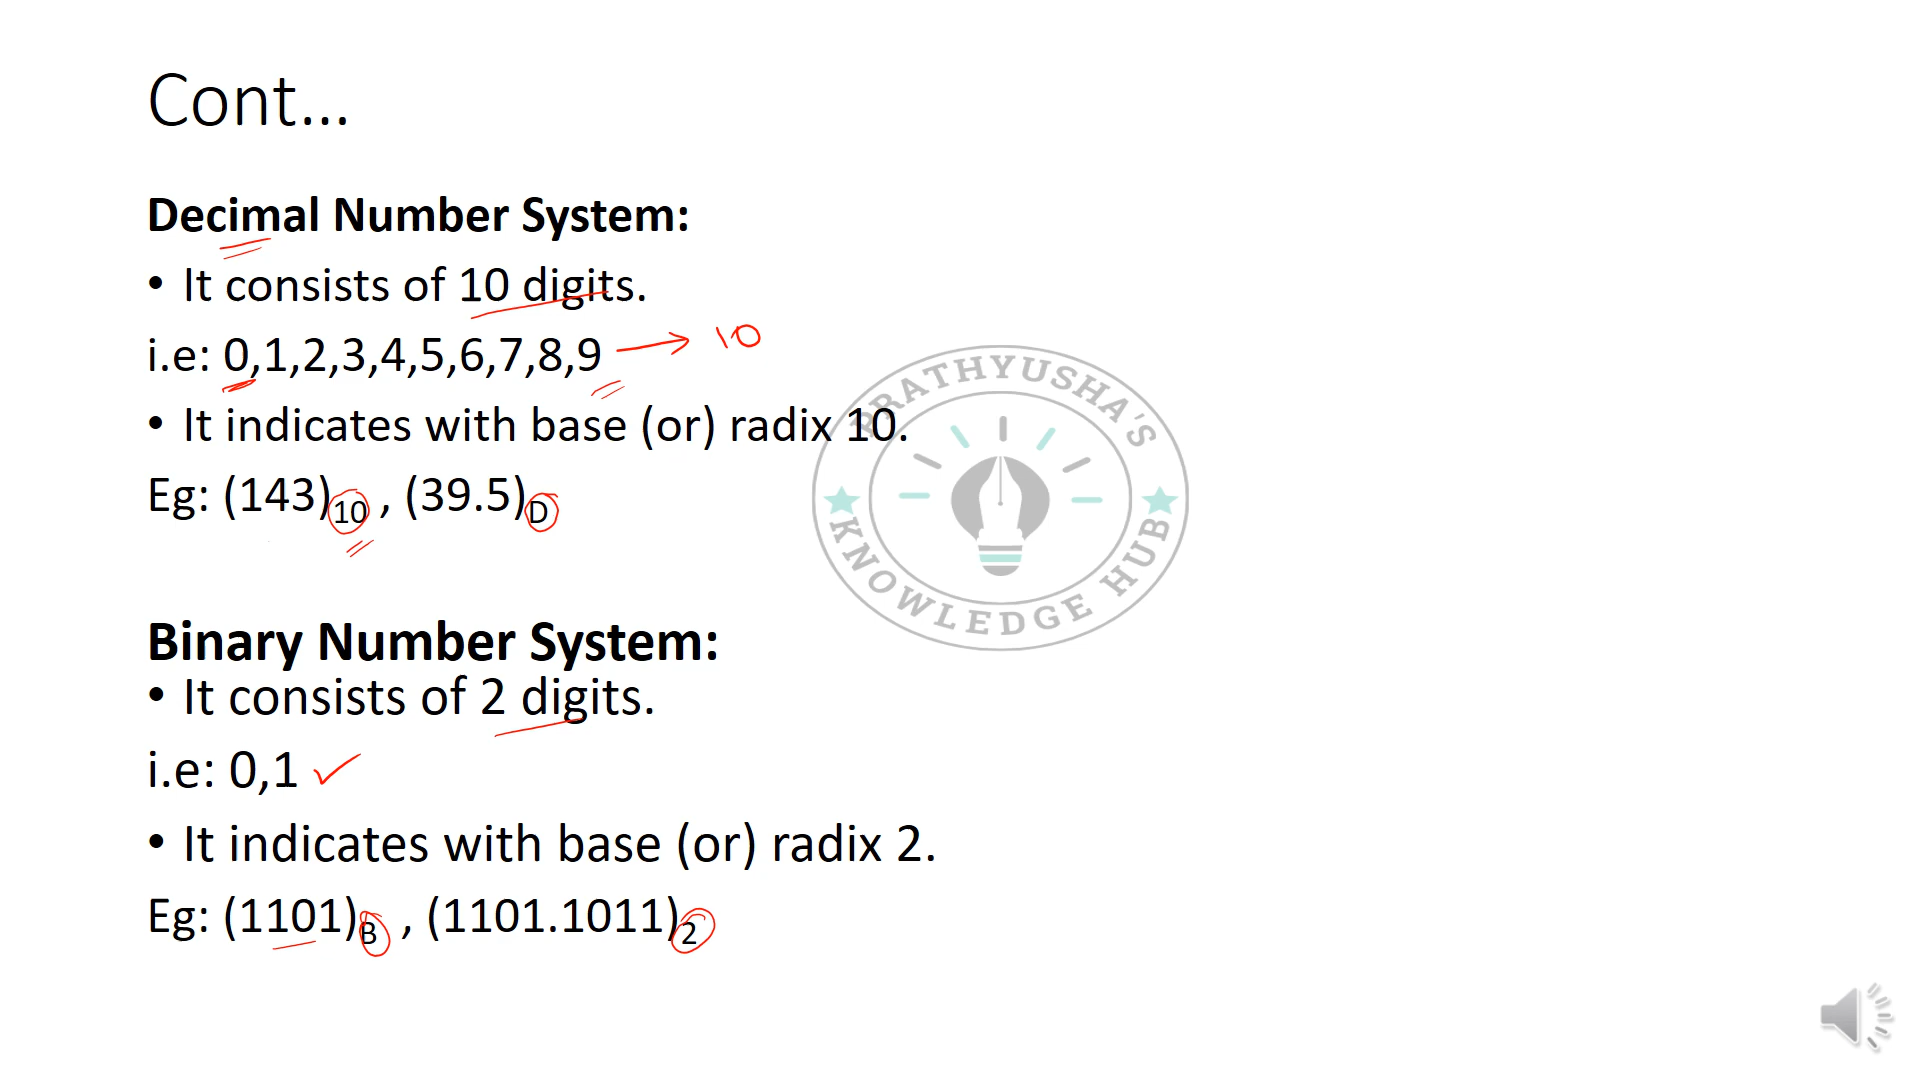 Cont...
Decimal Number System:
• It consists of 10 digits.
i.e: 0,1,2,3,4,5,6,7,8,9 → 10
• It indicates with base (or) radix 10.
Eg: (143)10 , (39.5)D
PRATHYUSHA'S
KNOWLEDGE HUB
Binary Number System:
• It consists of 2 digits.
i.e: 0,1 ✓
• It indicates with base (or) radix 2.
Eg: (1101)B , (1101.1011)2